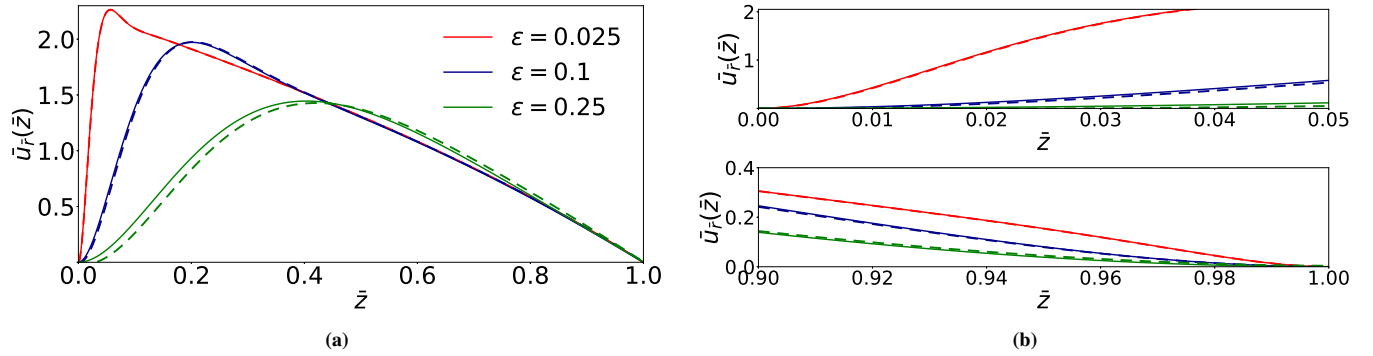 2.0
1.5
1.0
0.5
ūr̄(z̄)
ε = 0.025
ε = 0.1
ε = 0.25
0.0 0.2 0.4 0.6 0.8 1.0
z̄
(a)
2
1
0
ūr̄(z̄)
0.00 0.01 0.02 0.03 0.04 0.05
z̄
0.4
0.2
0.0
ūr̄(z̄)
0.90 0.92 0.94 0.96 0.98 1.00
z̄
(b)